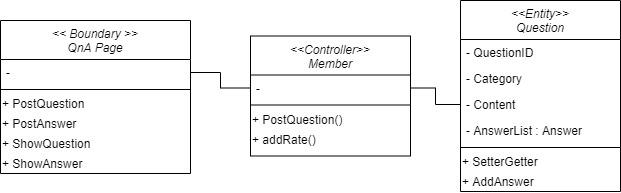 << Boundary >>
QnA Page
-
+ PostQuestion
+ PostAnswer
+ ShowQuestion
+ ShowAnswer
<<Controller>>
Member
-
+ PostQuestion()
+ addRate()
<<Entity>>
Question
- QuestionID
- Category
- Content
- AnswerList : Answer
+ SetterGetter
+ AddAnswer